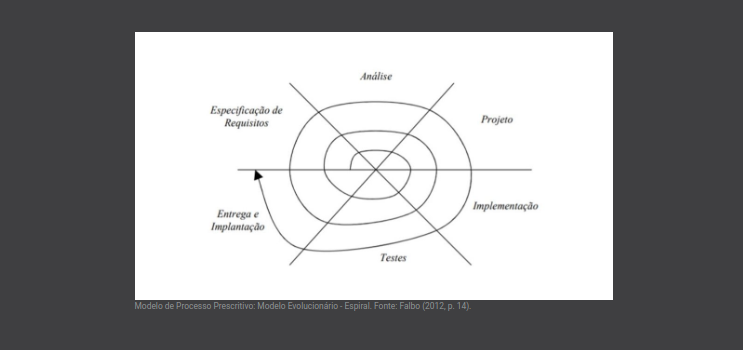 Análise
Especificação de
Requisitos
Projeto
Entrega e
Implantação
Implementação
Testes
Modelo de Processo Prescritivo: Modelo Evolucionário - Espiral. Fonte: Falbo (2012, p. 14).